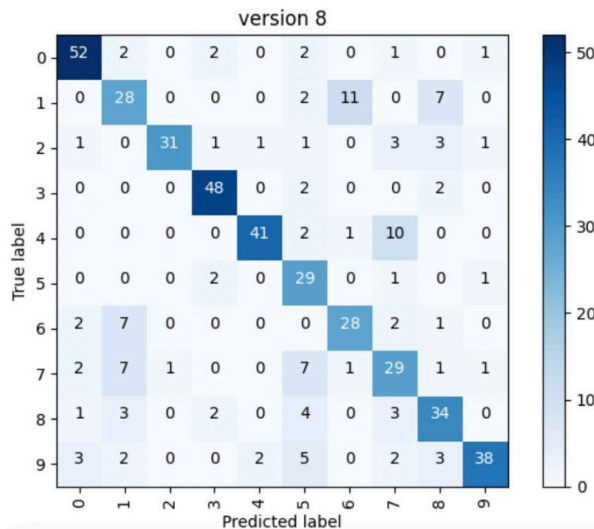 version 8
0 52 2 0 2 0 2 0 1 0 1
1 0 28 0 0 0 2 11 0 7 0
2 1 0 31 1 1 1 0 3 3 1
3 0 0 0 48 0 2 0 0 2 0
4 0 0 0 0 41 2 1 10 0 0
5 0 0 0 2 0 29 0 1 0 1
6 2 7 0 0 0 0 28 2 1 0
7 2 7 1 0 0 7 1 29 1 1
8 1 3 0 2 0 4 0 3 34 0
9 3 2 0 0 2 5 0 2 3 38
0 1 2 3 4 5 6 7 8 9
True label
Predicted label
50
40
30
20
10
0